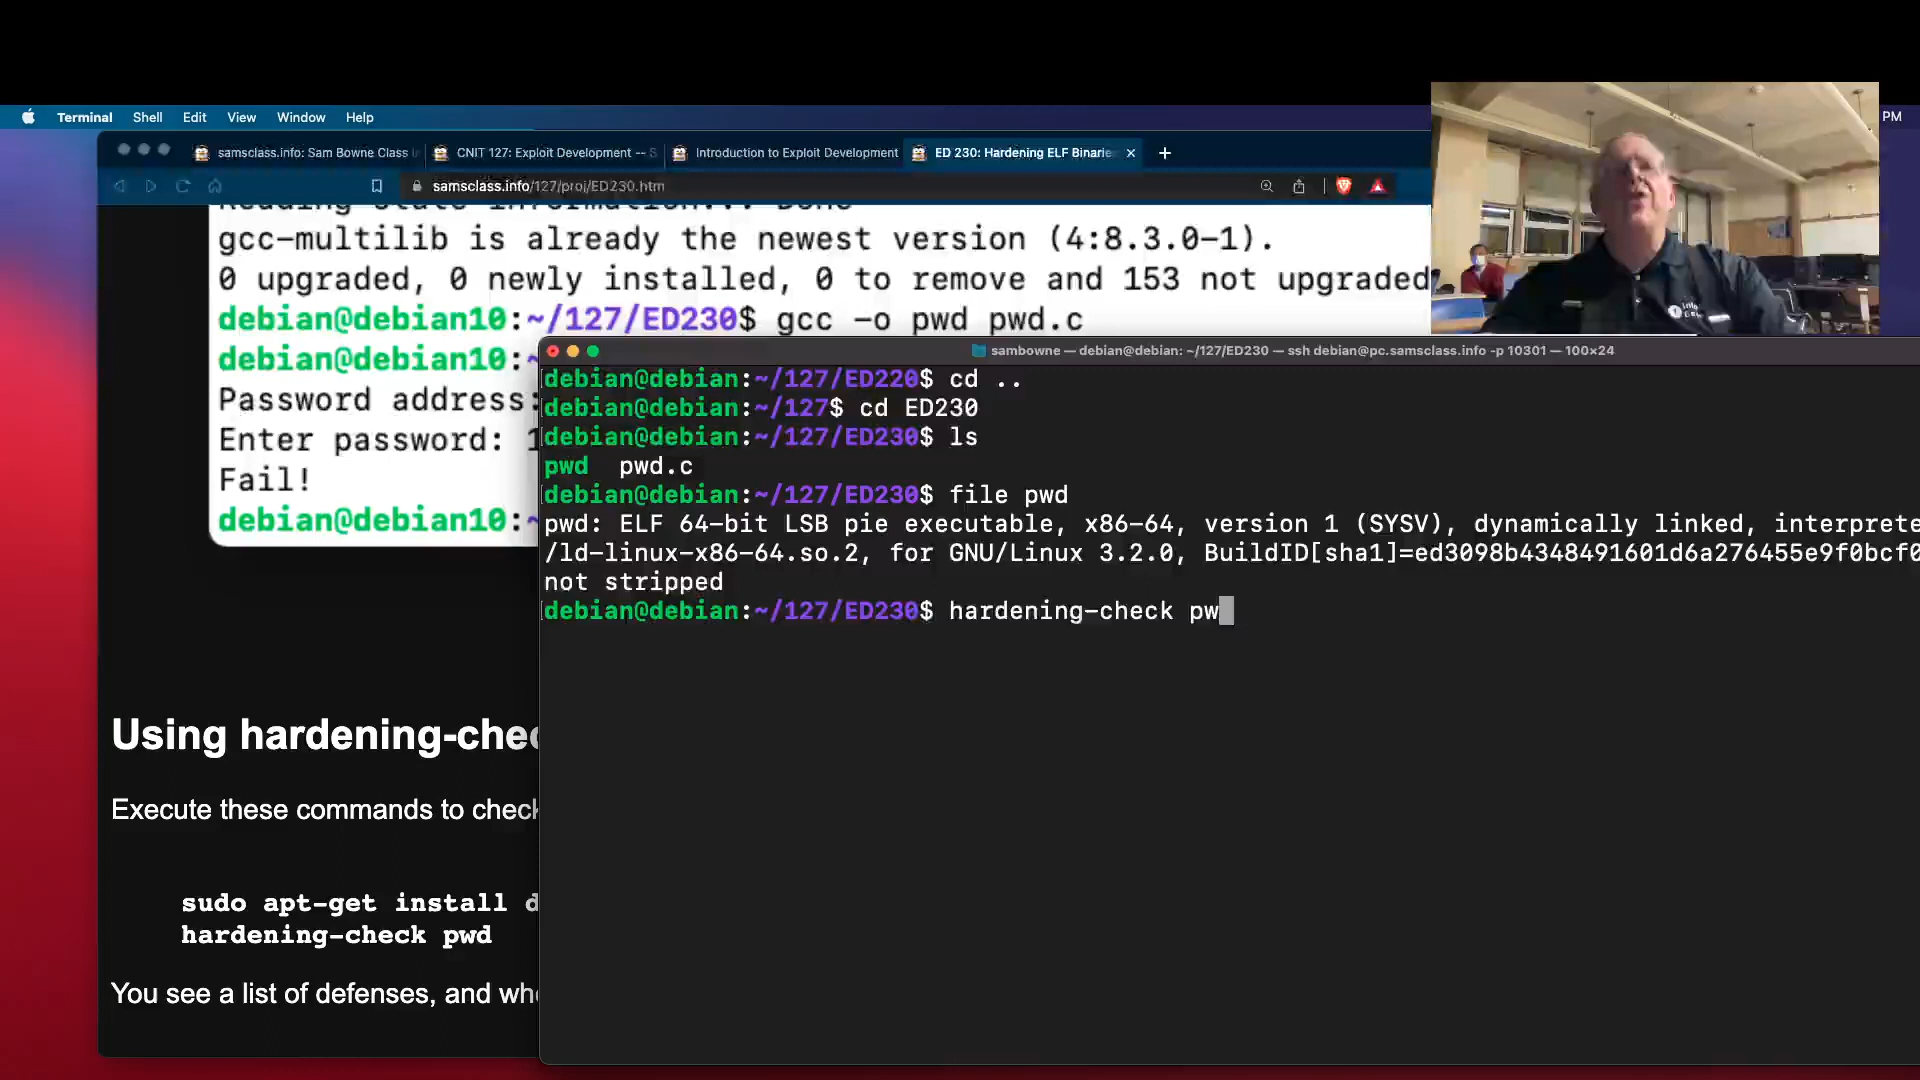 PM
Terminal Shell Edit View Window Help
samsclass.info: Sam Bowne Class
CNIT 127: Exploit Development -- S
Introduction to Exploit Development
ED 230: Hardening ELF Binarie
samsclass.info/127/proj/ED230.htm
Reading state information... Done
gcc-multilib is already the newest version (4:8.3.0-1).
0 upgraded, 0 newly installed, 0 to remove and 153 not upgraded
debian@debian10:~/127/ED230$ gcc -o pwd pwd.c
debian@debian10:~
Password address:
Enter password: 1
Fail!
debian@debian10:~
sambowne — debian@debian: ~/127/ED230 — ssh debian@pc.samsclass.info -p 10301 — 100×24
debian@debian:~/127/ED220$ cd ..
debian@debian:~/127$ cd ED230
debian@debian:~/127/ED230$ ls
pwd pwd.c
debian@debian:~/127/ED230$ file pwd
pwd: ELF 64-bit LSB pie executable, x86-64, version 1 (SYSV), dynamically linked, interprete
/ld-linux-x86-64.so.2, for GNU/Linux 3.2.0, BuildID[sha1]=ed3098b4348491601d6a276455e9f0bcf0
not stripped
debian@debian:~/127/ED230$ hardening-check pw
Using hardening-chec
Execute these commands to check
sudo apt-get install d
hardening-check pwd
You see a list of defenses, and whe